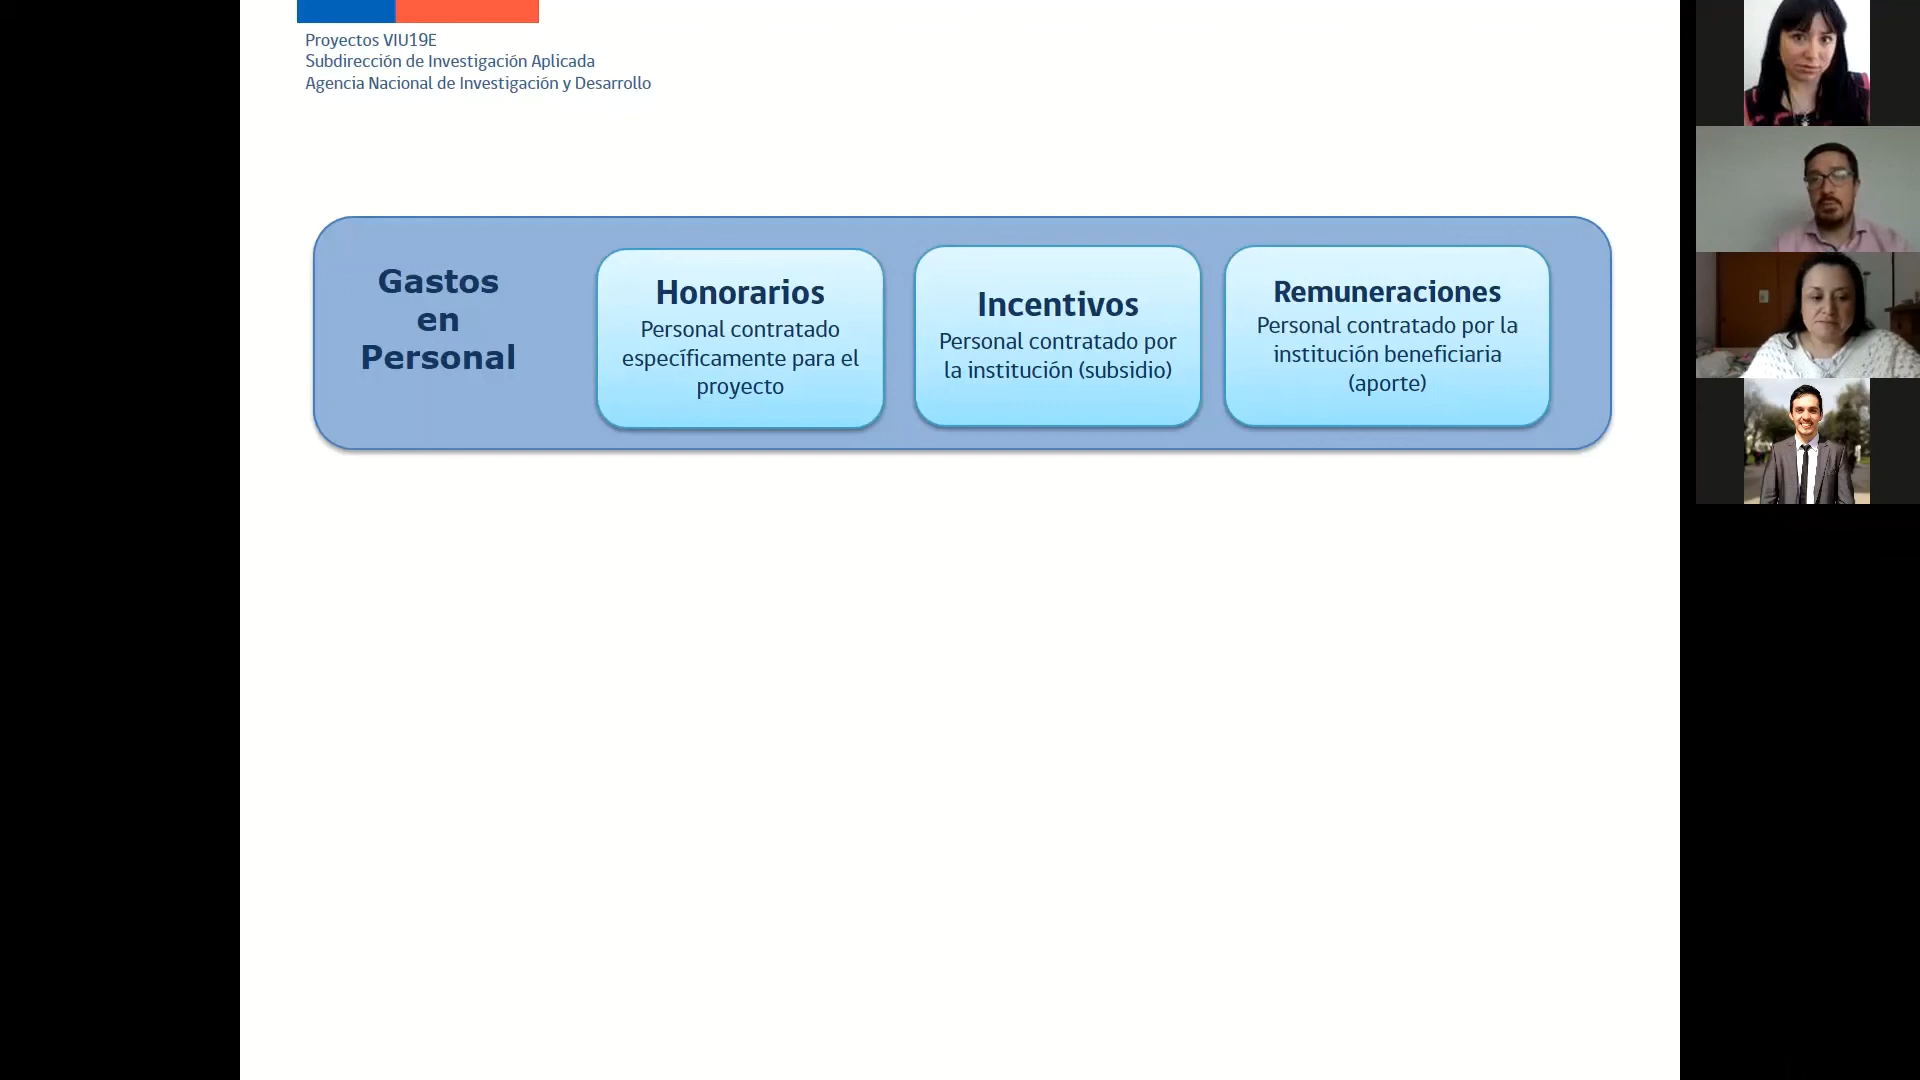 Proyectos VIU19E
Subdirección de Investigación Aplicada
Agencia Nacional de Investigación y Desarrollo
Gastos
en
Personal
Honorarios
Personal contratado
específicamente para el
proyecto
Incentivos
Personal contratado por
la institución (subsidio)
Remuneraciones
Personal contratado por la
institución beneficiaria
(aporte)